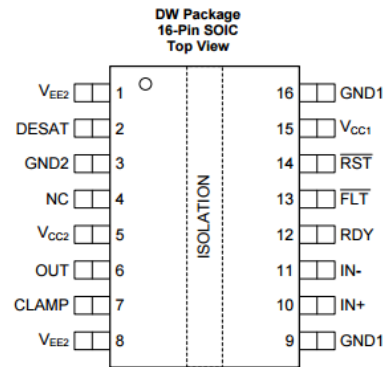 DW Package
16-Pin SOIC
Top View
VEE2 1 16 GND1
DESAT 2 15 VCC1
GND2 3 14 R̅S̅T̅
NC 4 13 F̅L̅T̅
VCC2 5 12 RDY
OUT 6 11 IN-
CLAMP 7 10 IN+
VEE2 8 9 GND1
ISOLATION